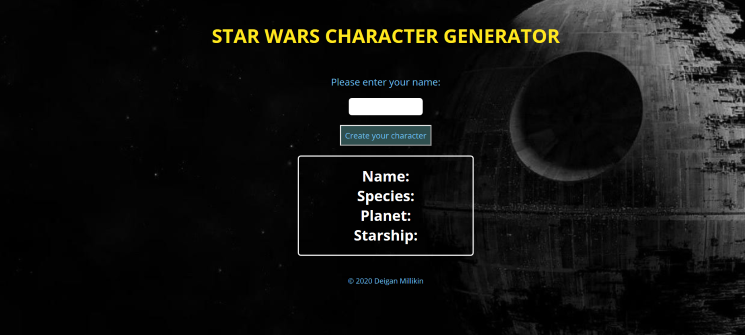 STAR WARS CHARACTER GENERATOR
Please enter your name:
Create your character
Name:
Species:
Planet:
Starship:
© 2020 Deigan Millikin